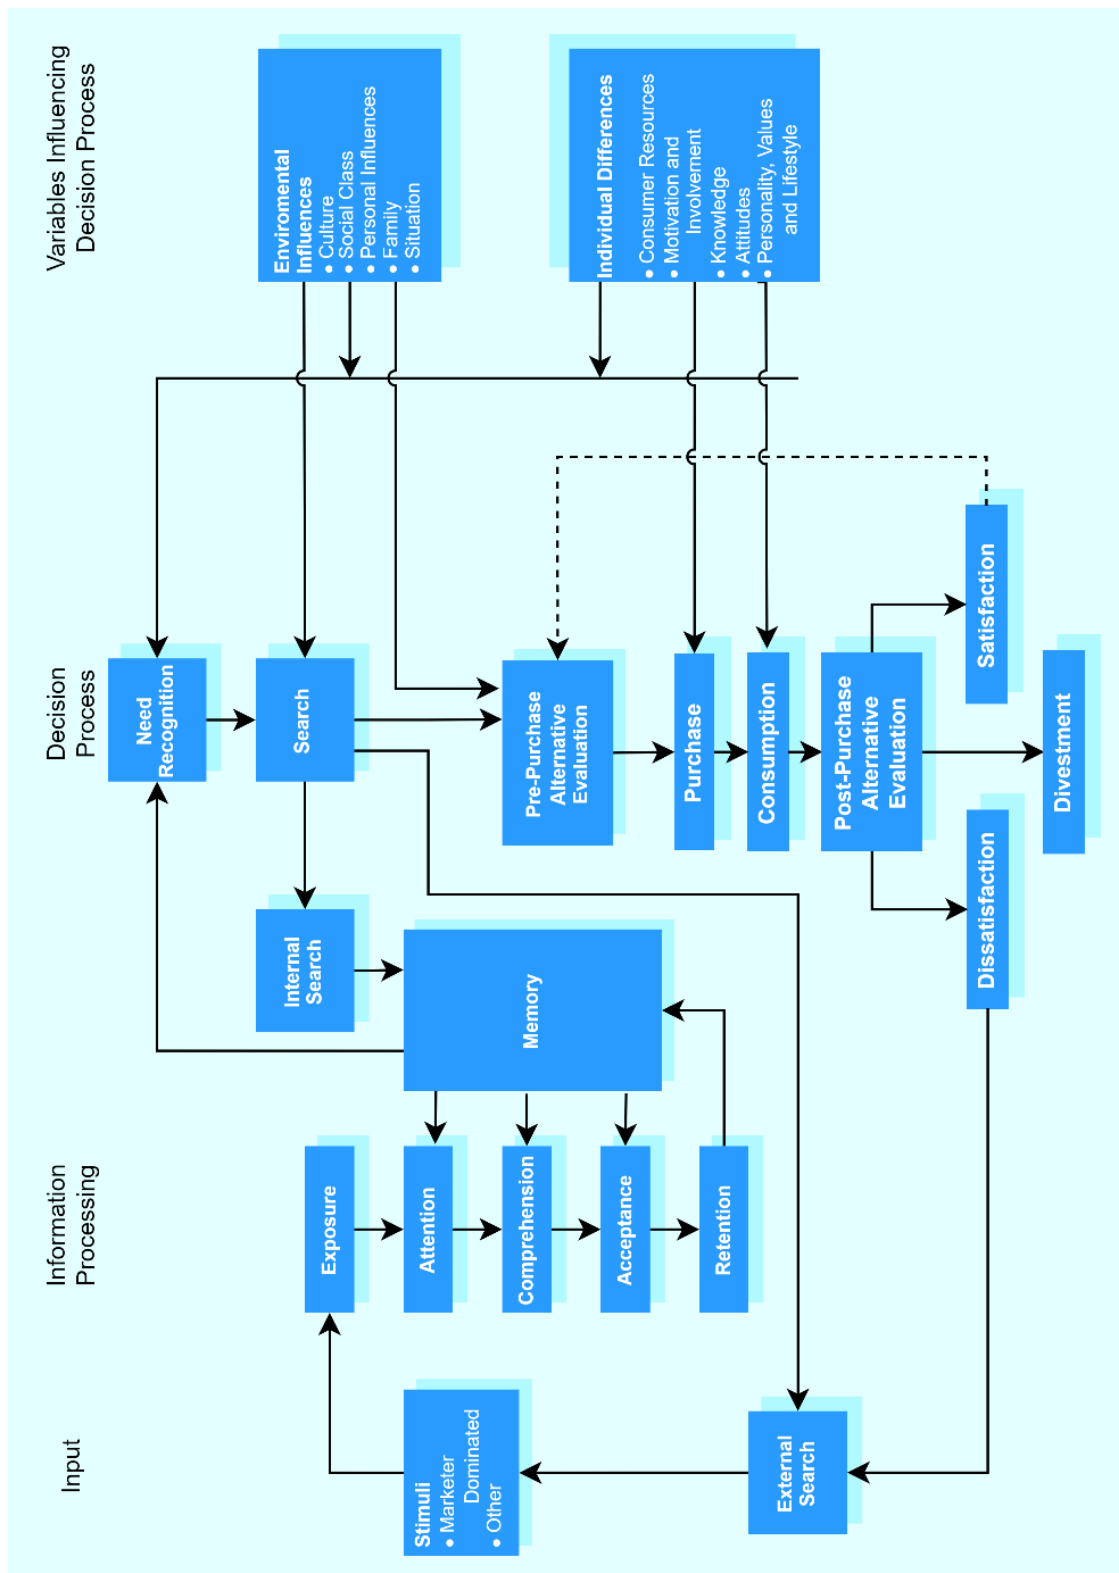 Input
Information
Processing
Decision
Process
Variables Influencing
Decision Process
Stimuli
• Marketer
Dominated
• Other
External
Search
Exposure
Attention
Comprehension
Acceptance
Retention
Internal
Search
Memory
Need
Recognition
Search
Pre-Purchase
Alternative
Evaluation
Purchase
Consumption
Post-Purchase
Alternative
Evaluation
Dissatisfaction
Satisfaction
Divestment
Enviromental
Influences
• Culture
• Social Class
• Personal Influences
• Family
• Situation
Individual Differences
• Consumer Resources
• Motivation and
Involvement
• Knowledge
• Attitudes
• Personality, Values
and Lifestyle